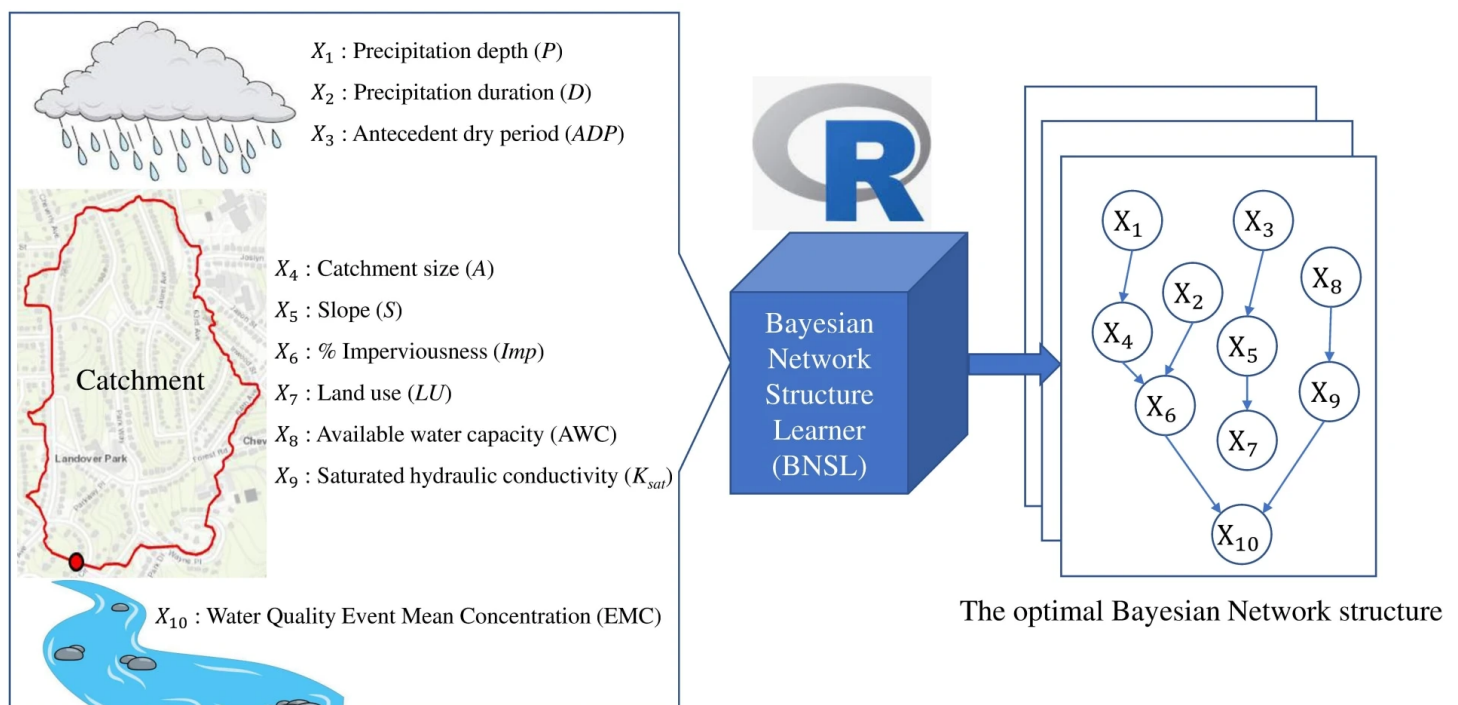 X₁ : Precipitation depth (P)
X₂ : Precipitation duration (D)
X₃ : Antecedent dry period (ADP)
Catchment
Landover Park
X₄ : Catchment size (A)
X₅ : Slope (S)
X₆ : % Imperviousness (Imp)
X₇ : Land use (LU)
X₈ : Available water capacity (AWC)
X₉ : Saturated hydraulic conductivity (Kₛₐₜ)
X₁₀ : Water Quality Event Mean Concentration (EMC)
R
Bayesian
Network
Structure
Learner
(BNSL)
X₁
X₃
X₈
X₂
X₄
X₅
X₉
X₆
X₇
X₁₀
The optimal Bayesian Network structure